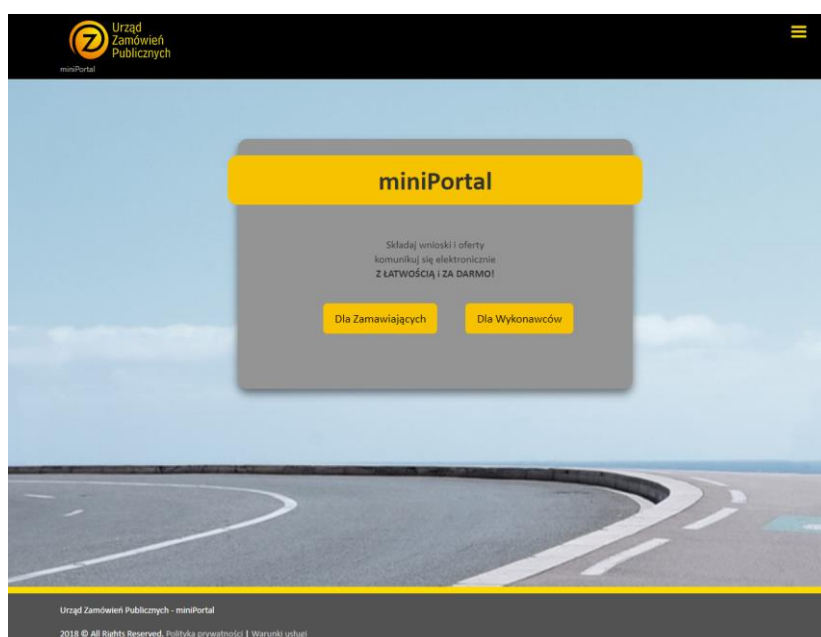 Urząd
Zamówień
Publicznych
miniPortal
miniPortal
Składaj wnioski i oferty
komunikuj się elektronicznie
Z ŁATWOŚCIĄ i ZA DARMO!
Dla Zamawiających
Dla Wykonawców
Urząd Zamówień Publicznych - miniPortal
2018 © All Rights Reserved. Polityka prywatności | Warunki usługi